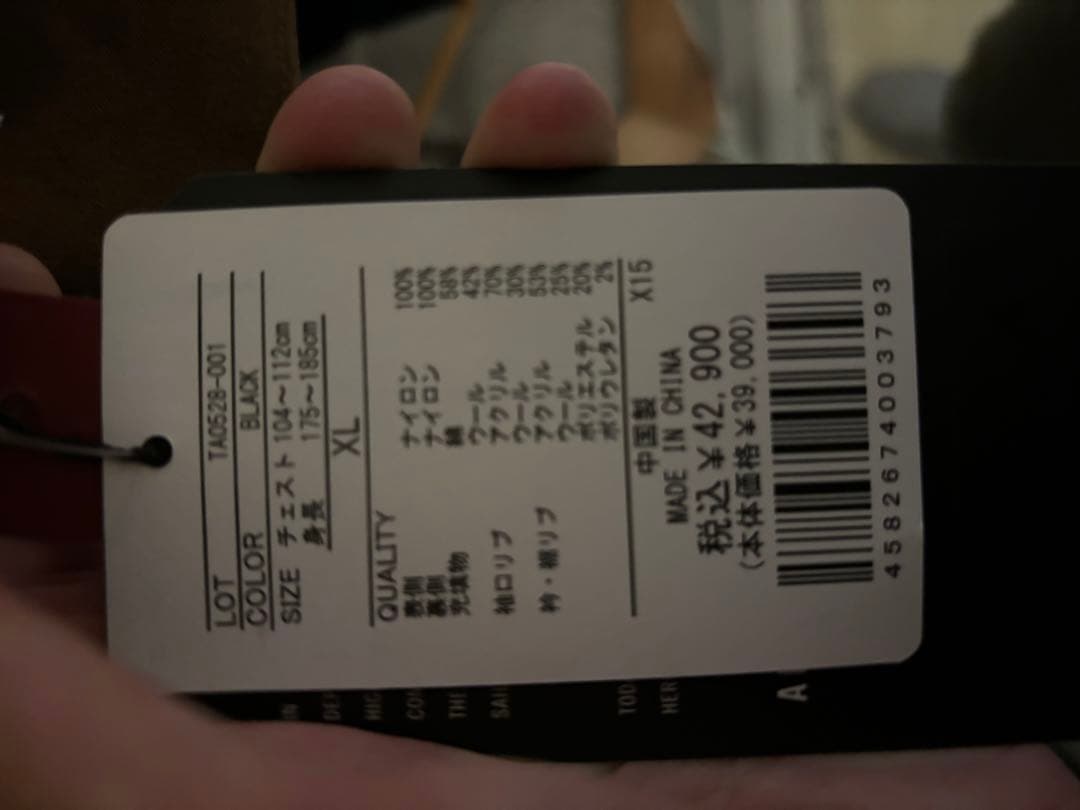 LOT TA0528-001
COLOR BLACK
SIZE チェスト 104〜112cm
身長 175〜185cm
XL
QUALITY
表側 ナイロン 100%
裏側 ナイロン 100%
充填物 綿 58%
ウール 42%
袖口リブ アクリル 70%
ウール 30%
衿・裾リブ アクリル 53%
ウール 25%
ポリエステル 20%
ポリウレタン 2%
中国製 X15
MADE IN CHINA
税込¥42,900
(本体価格¥39,000)
4582674003793
THE
A